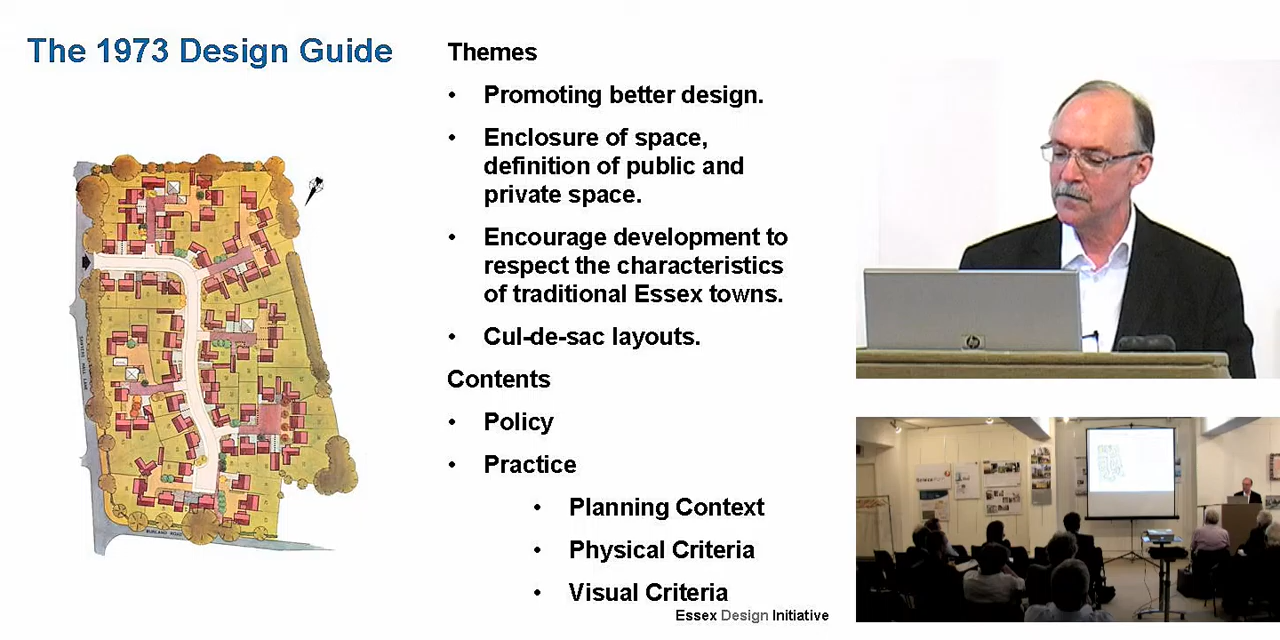 The 1973 Design Guide
Themes
• Promoting better design.
• Enclosure of space,
definition of public and
private space.
• Encourage development to
respect the characteristics
of traditional Essex towns.
• Cul-de-sac layouts.
Contents
• Policy
• Practice
• Planning Context
• Physical Criteria
• Visual Criteria
Essex Design Initiative
hp